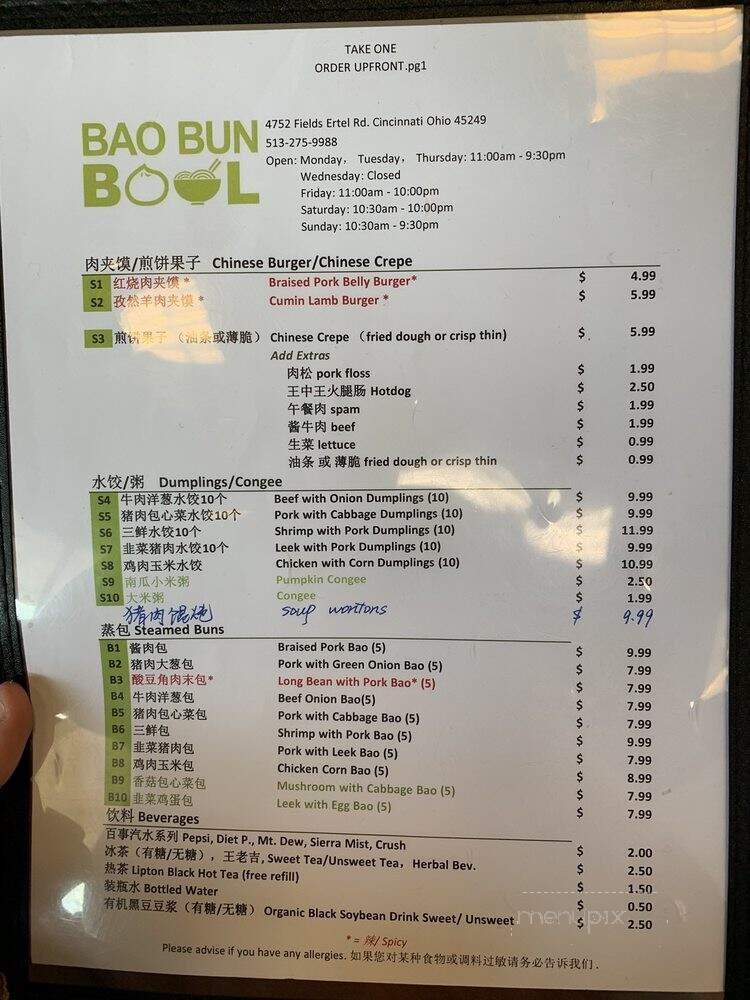 TAKE ONE
ORDER UPFRONT.pg1
BAO BUN
BOWL
4752 Fields Ertel Rd. Cincinnati Ohio 45249
513-275-9988
Open: Monday, Tuesday, Thursday: 11:00am - 9:30pm
Wednesday: Closed
Friday: 11:00am - 10:00pm
Saturday: 10:30am - 10:00pm
Sunday: 10:30am - 9:30pm
肉夹馍/煎饼果子 Chinese Burger/Chinese Crepe
S1 红烧肉夹馍 * Braised Pork Belly Burger* $ 4.99
S2 孜然羊肉夹馍 * Cumin Lamb Burger * $ 5.99
S3 煎饼果子 （油条或薄脆） Chinese Crepe （fried dough or crisp thin) $ 5.99
Add Extras
肉松 pork floss $ 1.99
王中王火腿肠 Hotdog $ 2.50
午餐肉 spam $ 1.99
酱牛肉 beef $ 1.99
生菜 lettuce $ 0.99
油条 或 薄脆 fried dough or crisp thin $ 0.99
水饺/粥 Dumplings/Congee
S4 牛肉洋葱水饺10个 Beef with Onion Dumplings (10) $ 9.99
S5 猪肉包心菜水饺10个 Pork with Cabbage Dumplings (10) $ 9.99
S6 三鲜水饺10个 Shrimp with Pork Dumplings (10) $ 11.99
S7 韭菜猪肉水饺10个 Leek with Pork Dumplings (10) $ 9.99
S8 鸡肉玉米水饺 Chicken with Corn Dumplings (10) $ 10.99
S9 南瓜小米粥 Pumpkin Congee $ 2.50
S10 大米粥 Congee $ 1.99
猪肉馄饨 soup wontons $ 9.99
蒸包 Steamed Buns
B1 酱肉包 Braised Pork Bao (5) $ 9.99
B2 猪肉大葱包 Pork with Green Onion Bao (5) $ 7.99
B3 酸豆角肉末包* Long Bean with Pork Bao* (5) $ 7.99
B4 牛肉洋葱包 Beef Onion Bao(5) $ 7.99
B5 猪肉包心菜包 Pork with Cabbage Bao (5) $ 7.99
B6 三鲜包 Shrimp with Pork Bao (5) $ 9.99
B7 韭菜猪肉包 Pork with Leek Bao (5) $ 7.99
B8 鸡肉玉米包 Chicken Corn Bao (5) $ 8.99
B9 香菇包心菜包 Mushroom with Cabbage Bao (5) $ 7.99
B10 韭菜鸡蛋包 Leek with Egg Bao (5) $ 7.99
饮料 Beverages
百事汽水系列 Pepsi, Diet P., Mt. Dew, Sierra Mist, Crush $ 2.00
冰茶（有糖/无糖），王老吉, Sweet Tea/Unsweet Tea, Herbal Bev. $ 2.50
热茶 Lipton Black Hot Tea (free refill) $ 1.50
装瓶水 Bottled Water $ 0.50
有机黑豆豆浆（有糖/无糖） Organic Black Soybean Drink Sweet/ Unsweet $ 2.50
menupix
* = 辣/ Spicy
Please advise if you have any allergies. 如果您对某种食物或调料过敏请务必告诉我们.